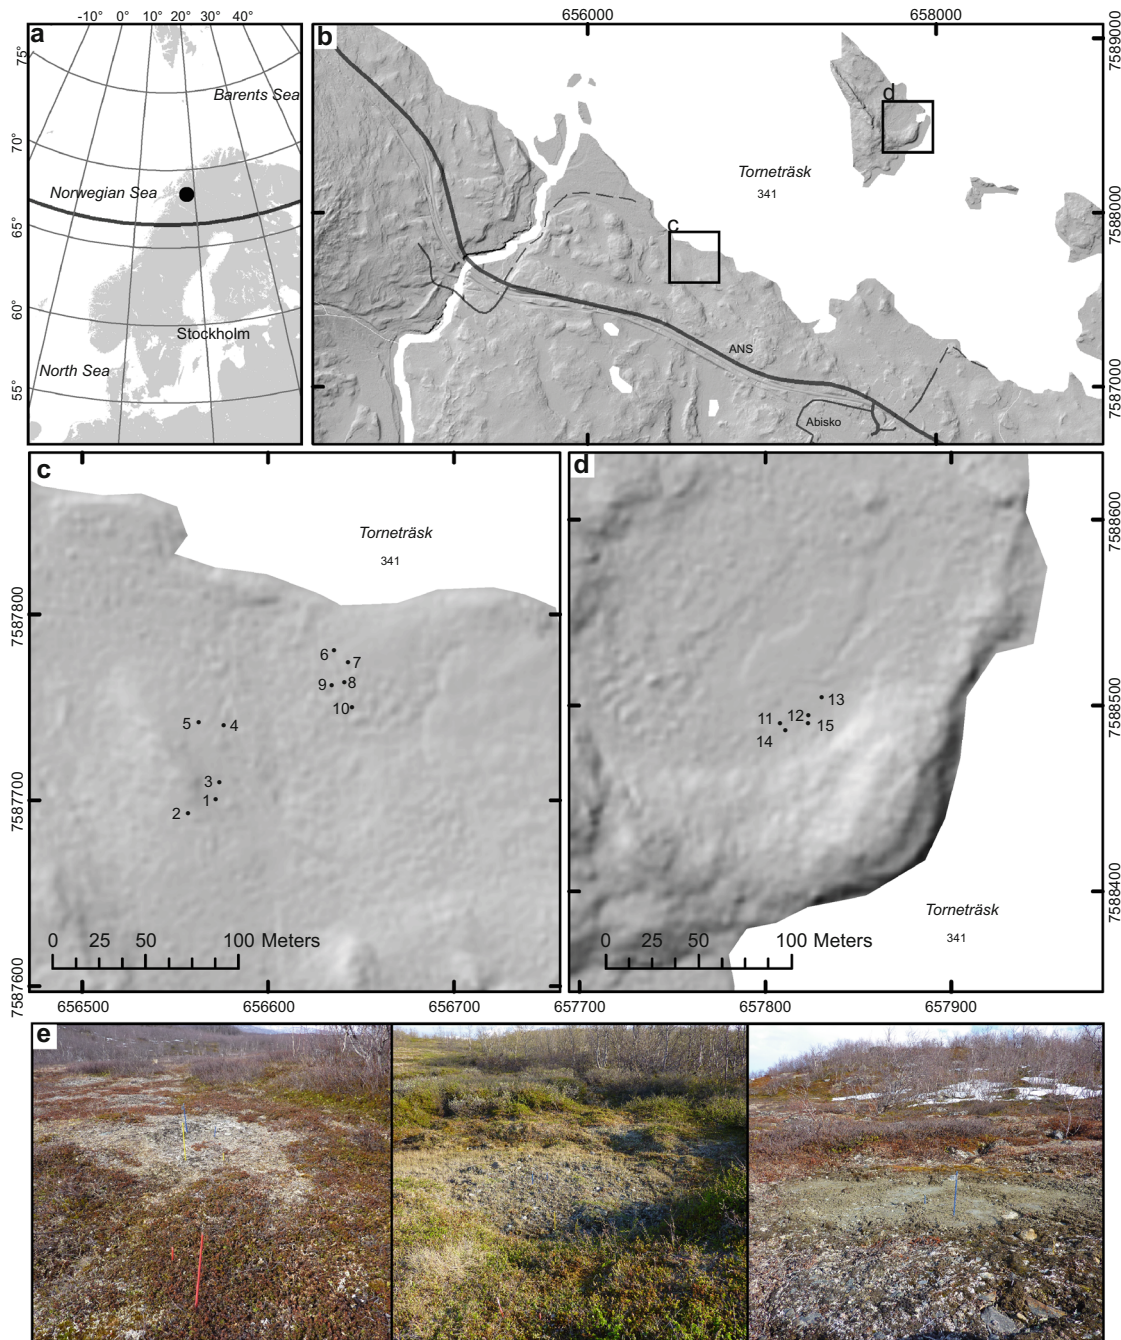 -10° 0° 10° 20° 30° 40°
a
75°
70°
65°
60°
55°
Barents Sea
Norwegian Sea
Stockholm
North Sea
656000 658000
b
d
c
Torneträsk
341
ANS
Abisko
7589000
7588000
7587000
c
Torneträsk
341
6
7
9
8
10
5
4
3
1
2
7587800
7587700
7587600
0 25 50 100 Meters
656500 656600 656700
d
13
12
11
15
14
Torneträsk
341
7588600
7588500
7588400
0 25 50 100 Meters
657700 657800 657900
e